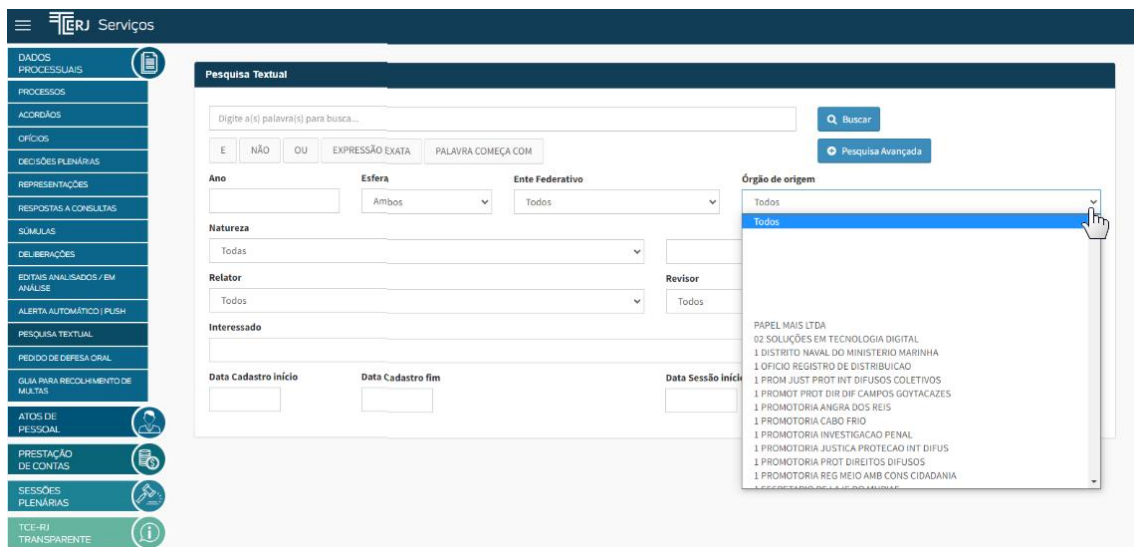 TCERJ Serviços
DADOS
PROCESSUAIS
PROCESSOS
ACORDÃOS
OFÍCIOS
DECISÕES PLENÁRIAS
REPRESENTAÇÕES
RESPOSTAS A CONSULTAS
SÚMULAS
DELIBERAÇÕES
EDITAIS ANALISADOS / EM
ANÁLISE
ALERTA AUTOMÁTICO | PUSH
PESQUISA TEXTUAL
PEDIDO DE DEFESA ORAL
GUIA PARA RECOLHIMENTO DE
MULTAS
ATOS DE
PESSOAL
PRESTAÇÃO
DE CONTAS
SESSÕES
PLENÁRIAS
TCE-RJ
TRANSPARENTE
Pesquisa Textual
Digite a(s) palavra(s) para busca...
Buscar
E NÃO OU EXPRESSÃO EXATA PALAVRA COMEÇA COM
Pesquisa Avançada
Ano Esfera Ente Federativo Órgão de origem
Ambos Todos Todos
Natureza
Todas
Relator Revisor
Todos Todos
Interessado
Data Cadastro início Data Cadastro fim Data Sessão iníci
Todos
PAPEL MAIS LTDA
02 SOLUÇÕES EM TECNOLOGIA DIGITAL
1 DISTRITO NAVAL DO MINISTERIO MARINHA
1 OFICIO REGISTRO DE DISTRIBUICAO
1 PROM JUST PROT INT DIFUSOS COLETIVOS
1 PROMOT PROT DIR DIF CAMPOS GOYTACAZES
1 PROMOTORIA ANGRA DOS REIS
1 PROMOTORIA CABO FRIO
1 PROMOTORIA INVESTIGACAO PENAL
1 PROMOTORIA JUSTICA PROTECAO INT DIFUS
1 PROMOTORIA PROT DIREITOS DIFUSOS
1 PROMOTORIA REG MEIO AMB CONS CIDADANIA